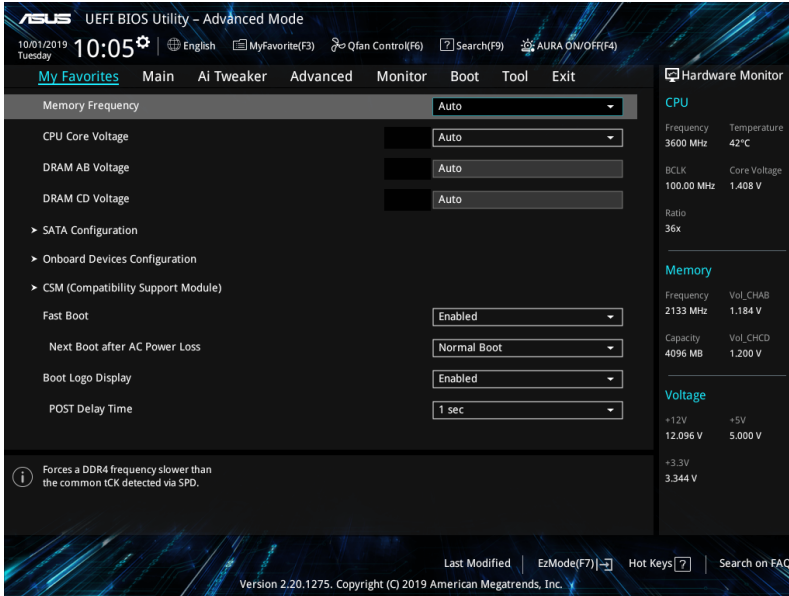 ASUS UEFI BIOS Utility – Advanced Mode
10/01/2019
Tuesday
10:05
English MyFavorite(F3) Qfan Control(F6) ? Search(F9) AURA ON/OFF(F4)
My Favorites Main Ai Tweaker Advanced Monitor Boot Tool Exit
Memory Frequency Auto
CPU Core Voltage Auto
DRAM AB Voltage Auto
DRAM CD Voltage Auto
> SATA Configuration
> Onboard Devices Configuration
> CSM (Compatibility Support Module)
Fast Boot Enabled
Next Boot after AC Power Loss Normal Boot
Boot Logo Display Enabled
POST Delay Time 1 sec
i Forces a DDR4 frequency slower than
the common tCK detected via SPD.
Hardware Monitor
CPU
Frequency Temperature
3600 MHz 42°C
BCLK Core Voltage
100.00 MHz 1.408 V
Ratio
36x
Memory
Frequency Vol_CHAB
2133 MHz 1.184 V
Capacity Vol_CHCD
4096 MB 1.200 V
Voltage
+12V +5V
12.096 V 5.000 V
+3.3V
3.344 V
Last Modified EzMode(F7) Hot Keys ? Search on FAQ
Version 2.20.1275. Copyright (C) 2019 American Megatrends, Inc.